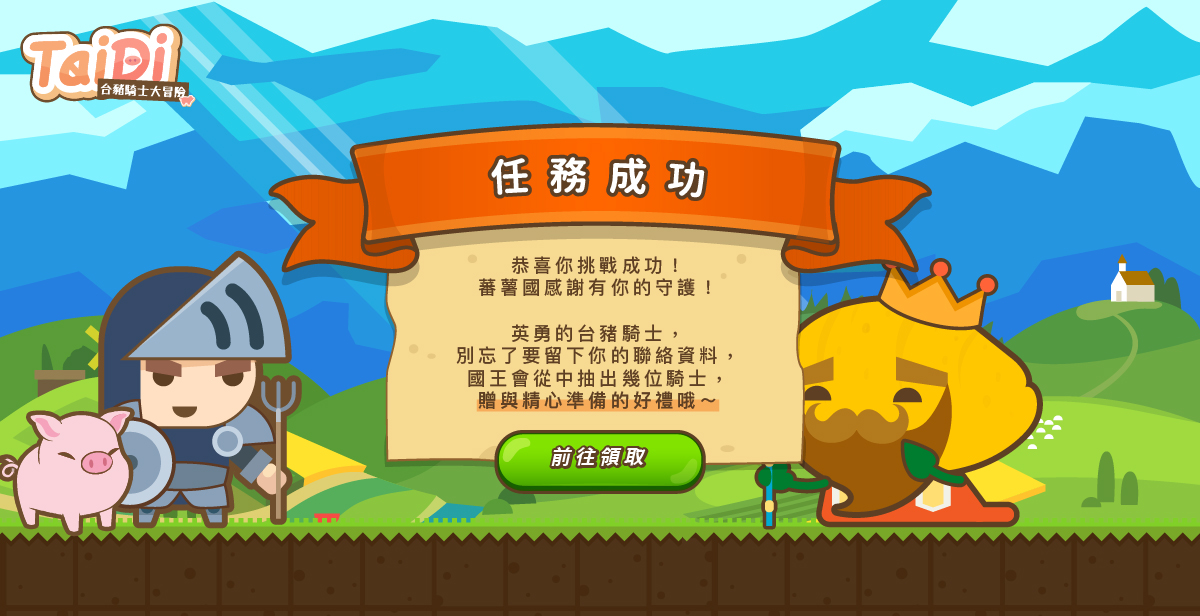 TaiDi
台豬騎士大冒險
任務成功
恭喜你挑戰成功！
蕃薯國感謝有你的守護！
英勇的台豬騎士，
別忘了要留下你的聯絡資料，
國王會從中抽出幾位騎士，
贈與精心準備的好禮哦～
前往領取